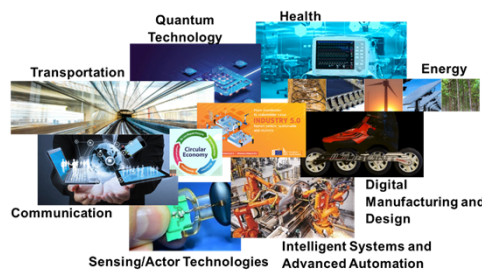 Quantum
Technology
Health
Transportation
Energy
INDUSTRY 5.0
Circular
Economy
Communication
Digital
Manufacturing and
Design
Sensing/Actor Technologies
Intelligent Systems and
Advanced Automation